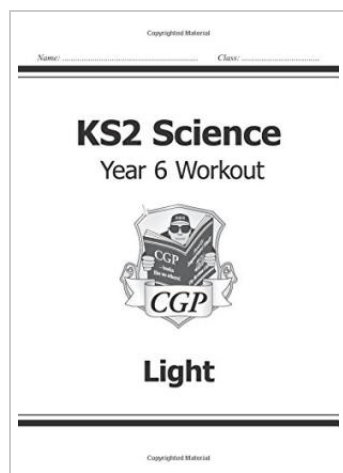 Copyrighted Material
Name: ........................................................ Class: ................................
KS2 Science
Year 6 Workout
CGP
CGP
Light
Copyrighted Material